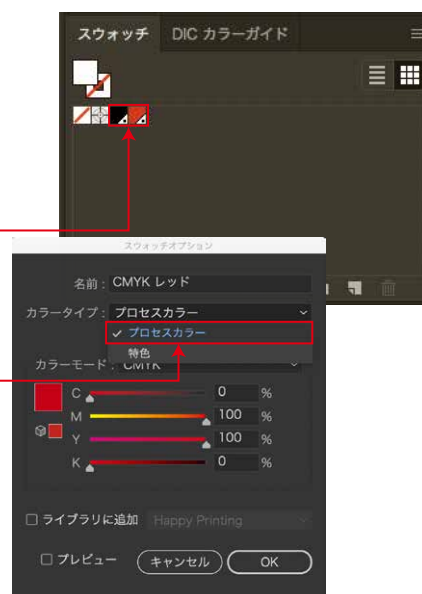 スウォッチ DIC カラーガイド
スウォッチオプション
名前 : CMYK レッド
カラータイプ : プロセスカラー
✓ プロセスカラー
特色
カラーモード : CMYK
C 0 %
M 100 %
Y 100 %
K 0 %
ライブラリに追加 Happy Printing
プレビュー キャンセル OK